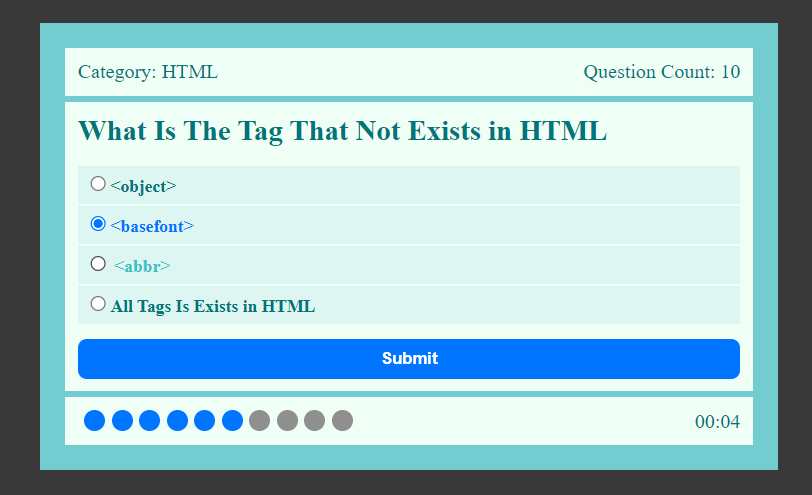 Category: HTML
Question Count: 10
What Is The Tag That Not Exists in HTML
<object>
<basefont>
<abbr>
All Tags Is Exists in HTML
Submit
00:04